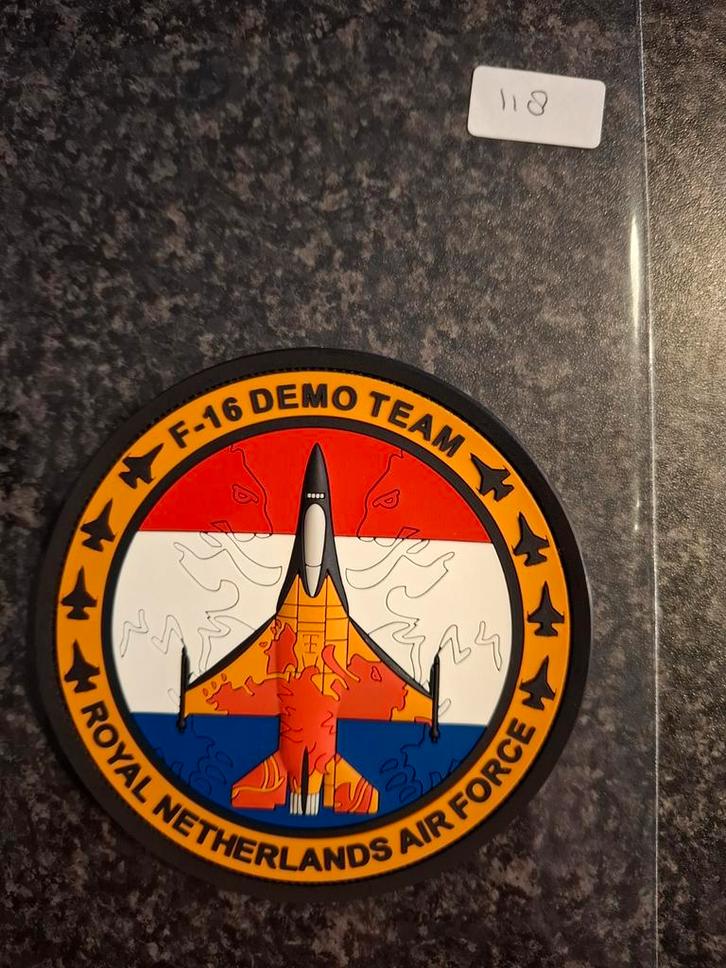 118
F-16 DEMO TEAM
ROYAL NETHERLANDS AIR FORCE